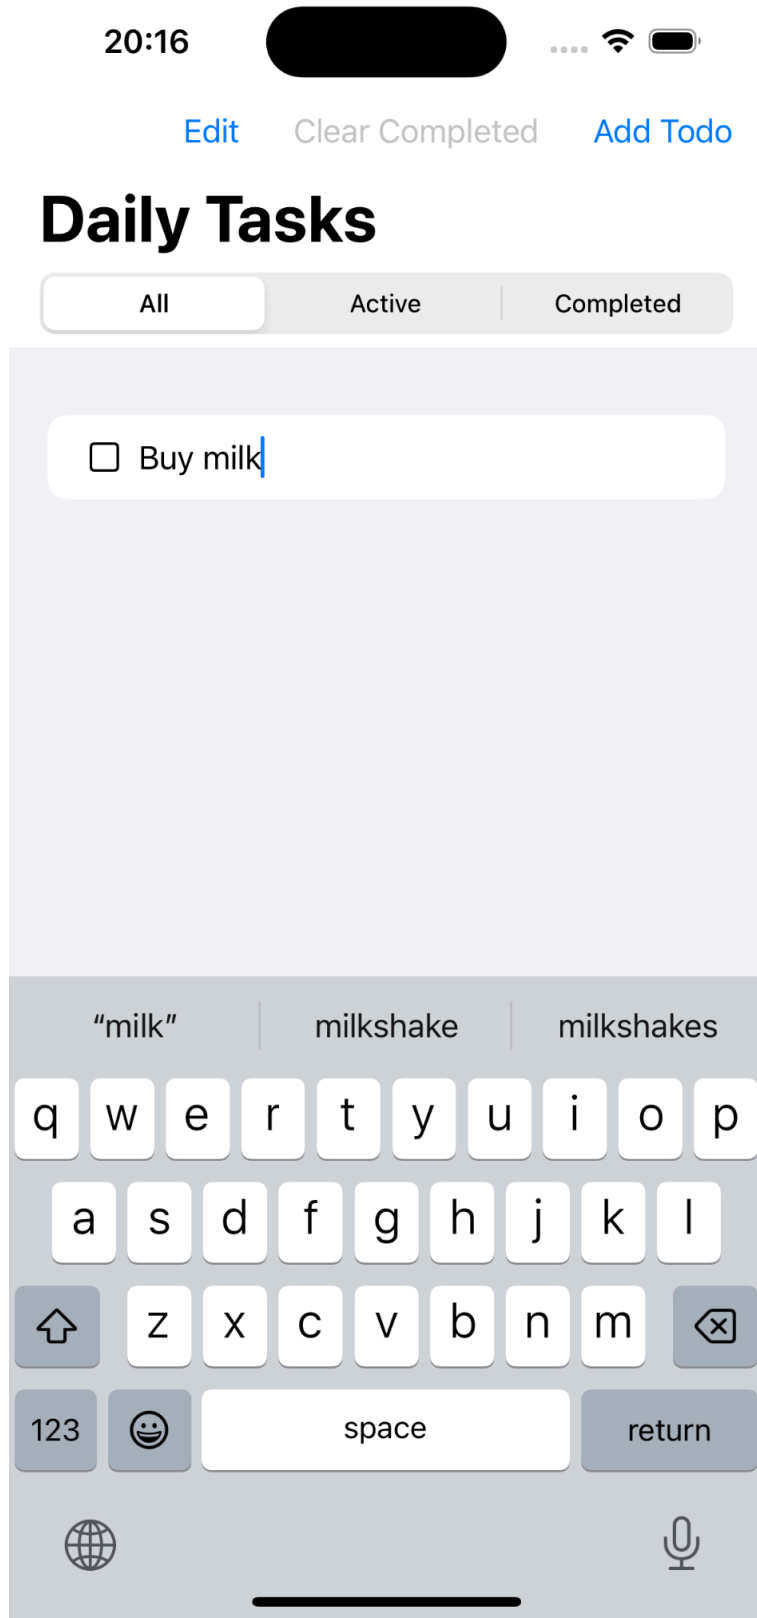 20:16
Edit Clear Completed Add Todo
Daily Tasks
All Active Completed
Buy milk
“milk” milkshake milkshakes
q w e r t y u i o p
a s d f g h j k l
z x c v b n m
123 space return